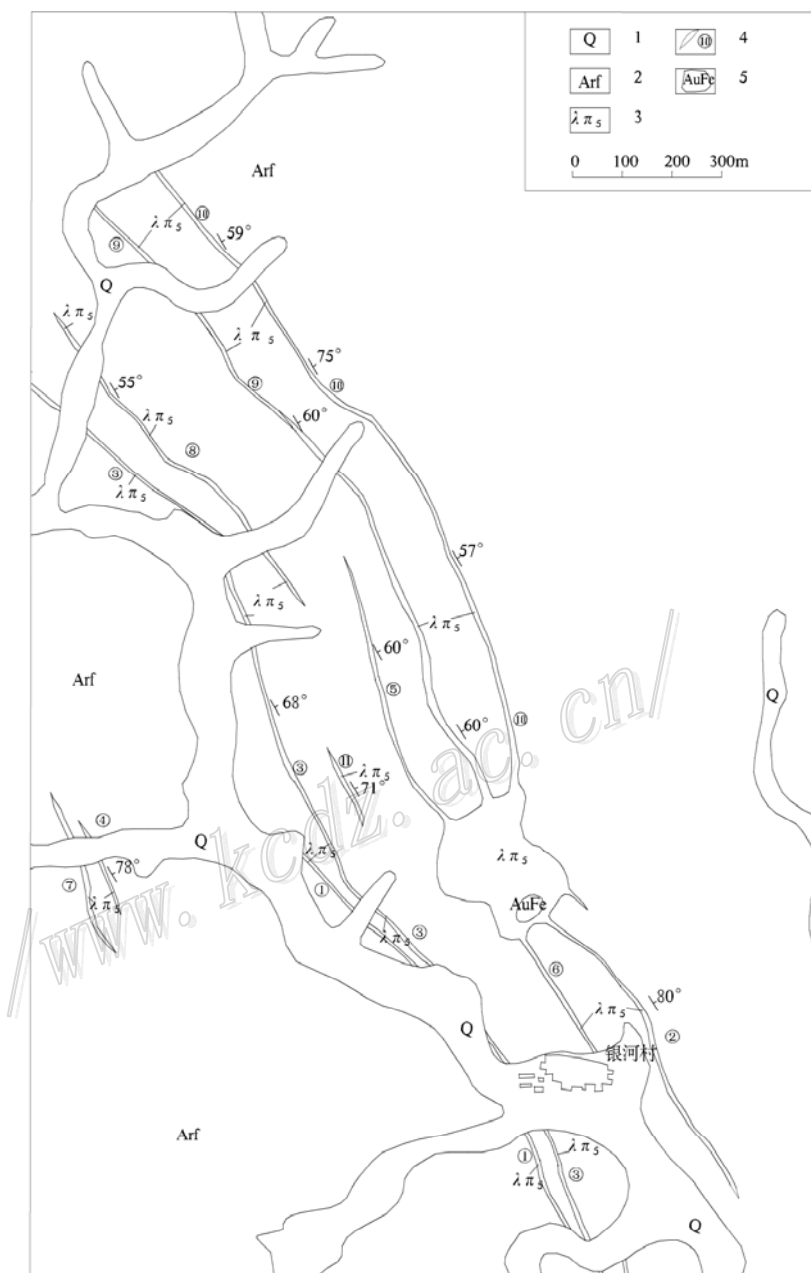 Q 1 ⑩ 4
Arf 2 AuFe 5
λπ₅ 3
0 100 200 300m
Arf
λπ₅ ⑩
⑨ 59°
Q
λπ₅ λπ₅
75°
55° ⑨ ⑩
λπ₅ 60°
⑧
③
λπ₅
57°
λπ₅ λπ₅
60°
Arf ⑤ Q
68° 60° ⑩
③ ⑪ λπ₅
71°
④ Q λπ₅ λπ₅
78°
⑦ ① AuFe
λπ₅ λπ₅ ③
⑥ 80°
Q λπ₅
银河村 ②
Arf ① λπ₅
λπ₅ ③
Q
/www.kcdz.ac.cn/